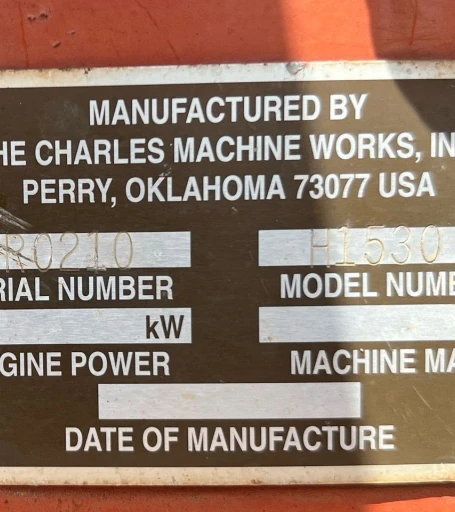 MANUFACTURED BY
HE CHARLES MACHINE WORKS, IN
PERRY, OKLAHOMA 73077 USA
R0210 H1530
RIAL NUMBER MODEL NUME
kW
GINE POWER MACHINE MA
DATE OF MANUFACTURE